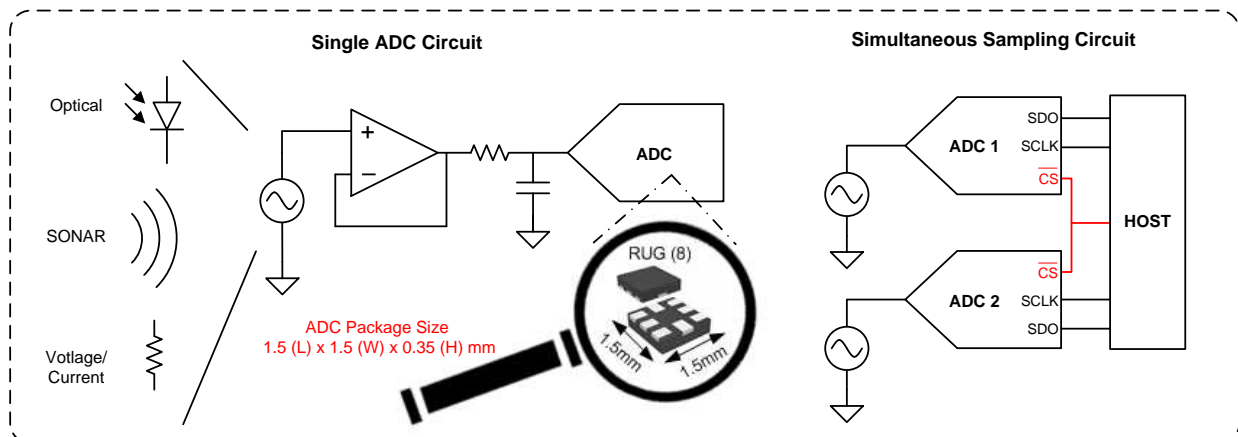 Single ADC Circuit
Simultaneous Sampling Circuit
Optical
SONAR
Votlage/
Current
+
−
ADC
RUG (8)
1.5mm
1.5mm
ADC Package Size
1.5 (L) x 1.5 (W) x 0.35 (H) mm
ADC 1
SDO
SCLK
CS
HOST
CS
ADC 2
SCLK
SDO